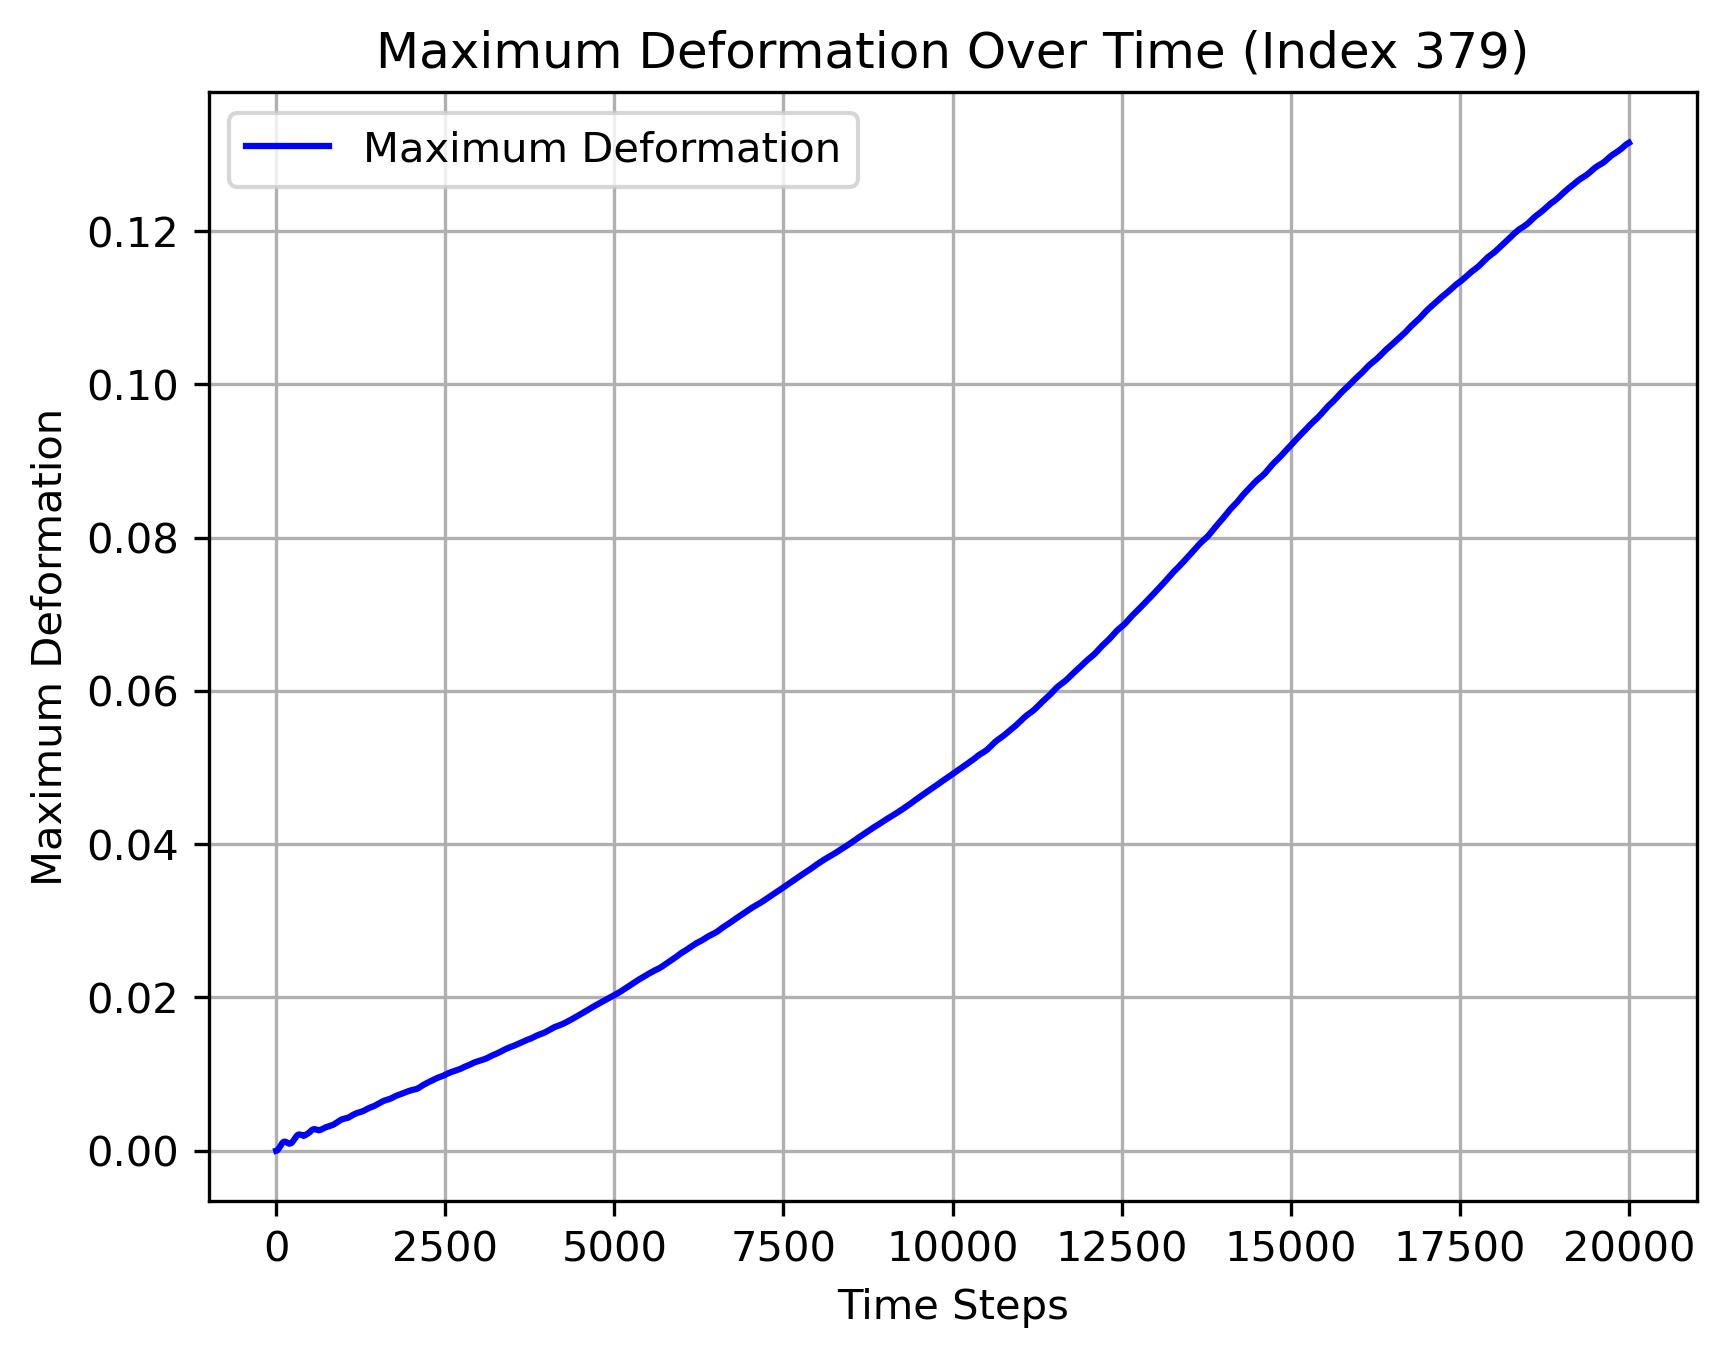 Maximum Deformation Over Time (Index 379)
Maximum Deformation
Maximum Deformation
0.12
0.10
0.08
0.06
0.04
0.02
0.00
0 2500 5000 7500 10000 12500 15000 17500 20000
Time Steps